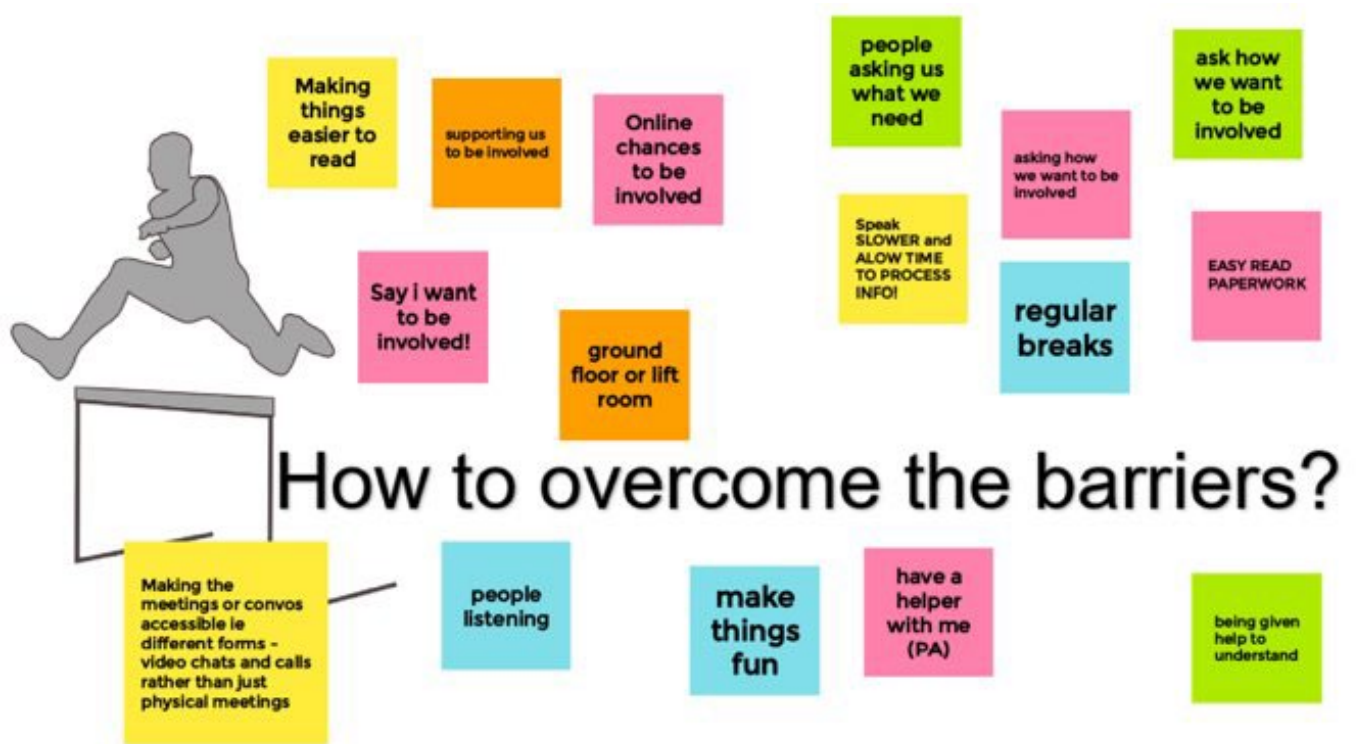 Making
things
easier to
read
supporting us
to be involved
Online
chances
to be
involved
people
asking us
what we
need
ask how
we want
to be
involved
asking how
we want to be
involved
Speak
SLOWER and
ALOW TIME
TO PROCESS
INFO!
EASY READ
PAPERWORK
Say i want
to be
involved!
regular
breaks
ground
floor or lift
room
How to overcome the barriers?
Making the
meetings or convos
accessible ie
different forms -
video chats and calls
rather than just
physical meetings
people
listening
make
things
fun
have a
helper
with me
(PA)
being given
help to
understand